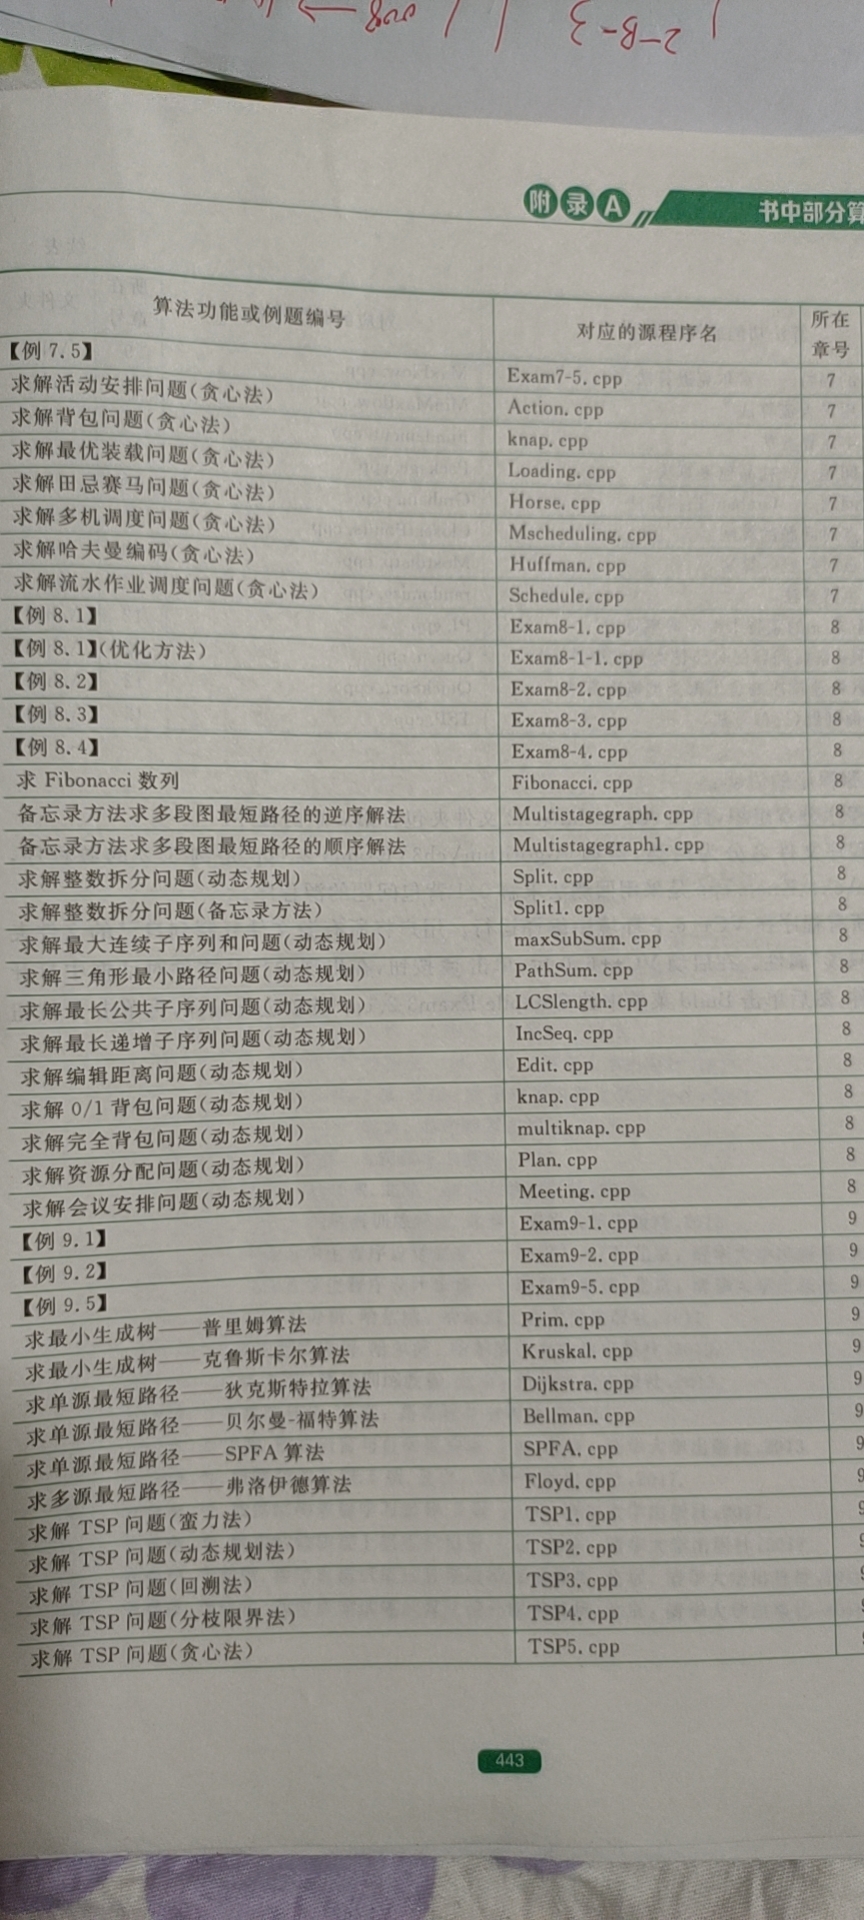 附录A 书中部分算
算法功能或例题编号 对应的源程序名 所在章号
【例 7.5】 Exam7-5.cpp 7
求解活动安排问题(贪心法) Action.cpp 7
求解背包问题(贪心法) knap.cpp 7
求解最优装载问题(贪心法) Loading.cpp 7
求解田忌赛马问题(贪心法) Horse.cpp 7
求解多机调度问题(贪心法) Mscheduling.cpp 7
求解哈夫曼编码(贪心法) Huffman.cpp 7
求解流水作业调度问题(贪心法) Schedule.cpp 7
【例 8.1】 Exam8-1.cpp 8
【例 8.1】(优化方法) Exam8-1-1.cpp 8
【例 8.2】 Exam8-2.cpp 8
【例 8.3】 Exam8-3.cpp 8
【例 8.4】 Exam8-4.cpp 8
求 Fibonacci 数列 Fibonacci.cpp 8
备忘录方法求多段图最短路径的逆序解法 Multistagegraph.cpp 8
备忘录方法求多段图最短路径的顺序解法 Multistagegraph1.cpp 8
求解整数拆分问题(动态规划) Split.cpp 8
求解整数拆分问题(备忘录方法) Split1.cpp 8
求解最大连续子序列和问题(动态规划) maxSubSum.cpp 8
求解三角形最小路径问题(动态规划) PathSum.cpp 8
求解最长公共子序列问题(动态规划) LCSlength.cpp 8
求解最长递增子序列问题(动态规划) IncSeq.cpp 8
求解编辑距离问题(动态规划) Edit.cpp 8
求解 0/1 背包问题(动态规划) knap.cpp 8
求解完全背包问题(动态规划) multiknap.cpp 8
求解资源分配问题(动态规划) Plan.cpp 8
求解会议安排问题(动态规划) Meeting.cpp 8
【例 9.1】 Exam9-1.cpp 9
【例 9.2】 Exam9-2.cpp 9
【例 9.5】 Exam9-5.cpp 9
求最小生成树——普里姆算法 Prim.cpp 9
求最小生成树——克鲁斯卡尔算法 Kruskal.cpp 9
求单源最短路径——狄克斯特拉算法 Dijkstra.cpp 9
求单源最短路径——贝尔曼-福特算法 Bellman.cpp 9
求单源最短路径——SPFA 算法 SPFA.cpp 9
求多源最短路径——弗洛伊德算法 Floyd.cpp 9
求解 TSP 问题(蛮力法) TSP1.cpp 9
求解 TSP 问题(动态规划法) TSP2.cpp 9
求解 TSP 问题(回溯法) TSP3.cpp 9
求解 TSP 问题(分枝限界法) TSP4.cpp 9
求解 TSP 问题(贪心法) TSP5.cpp 9
443